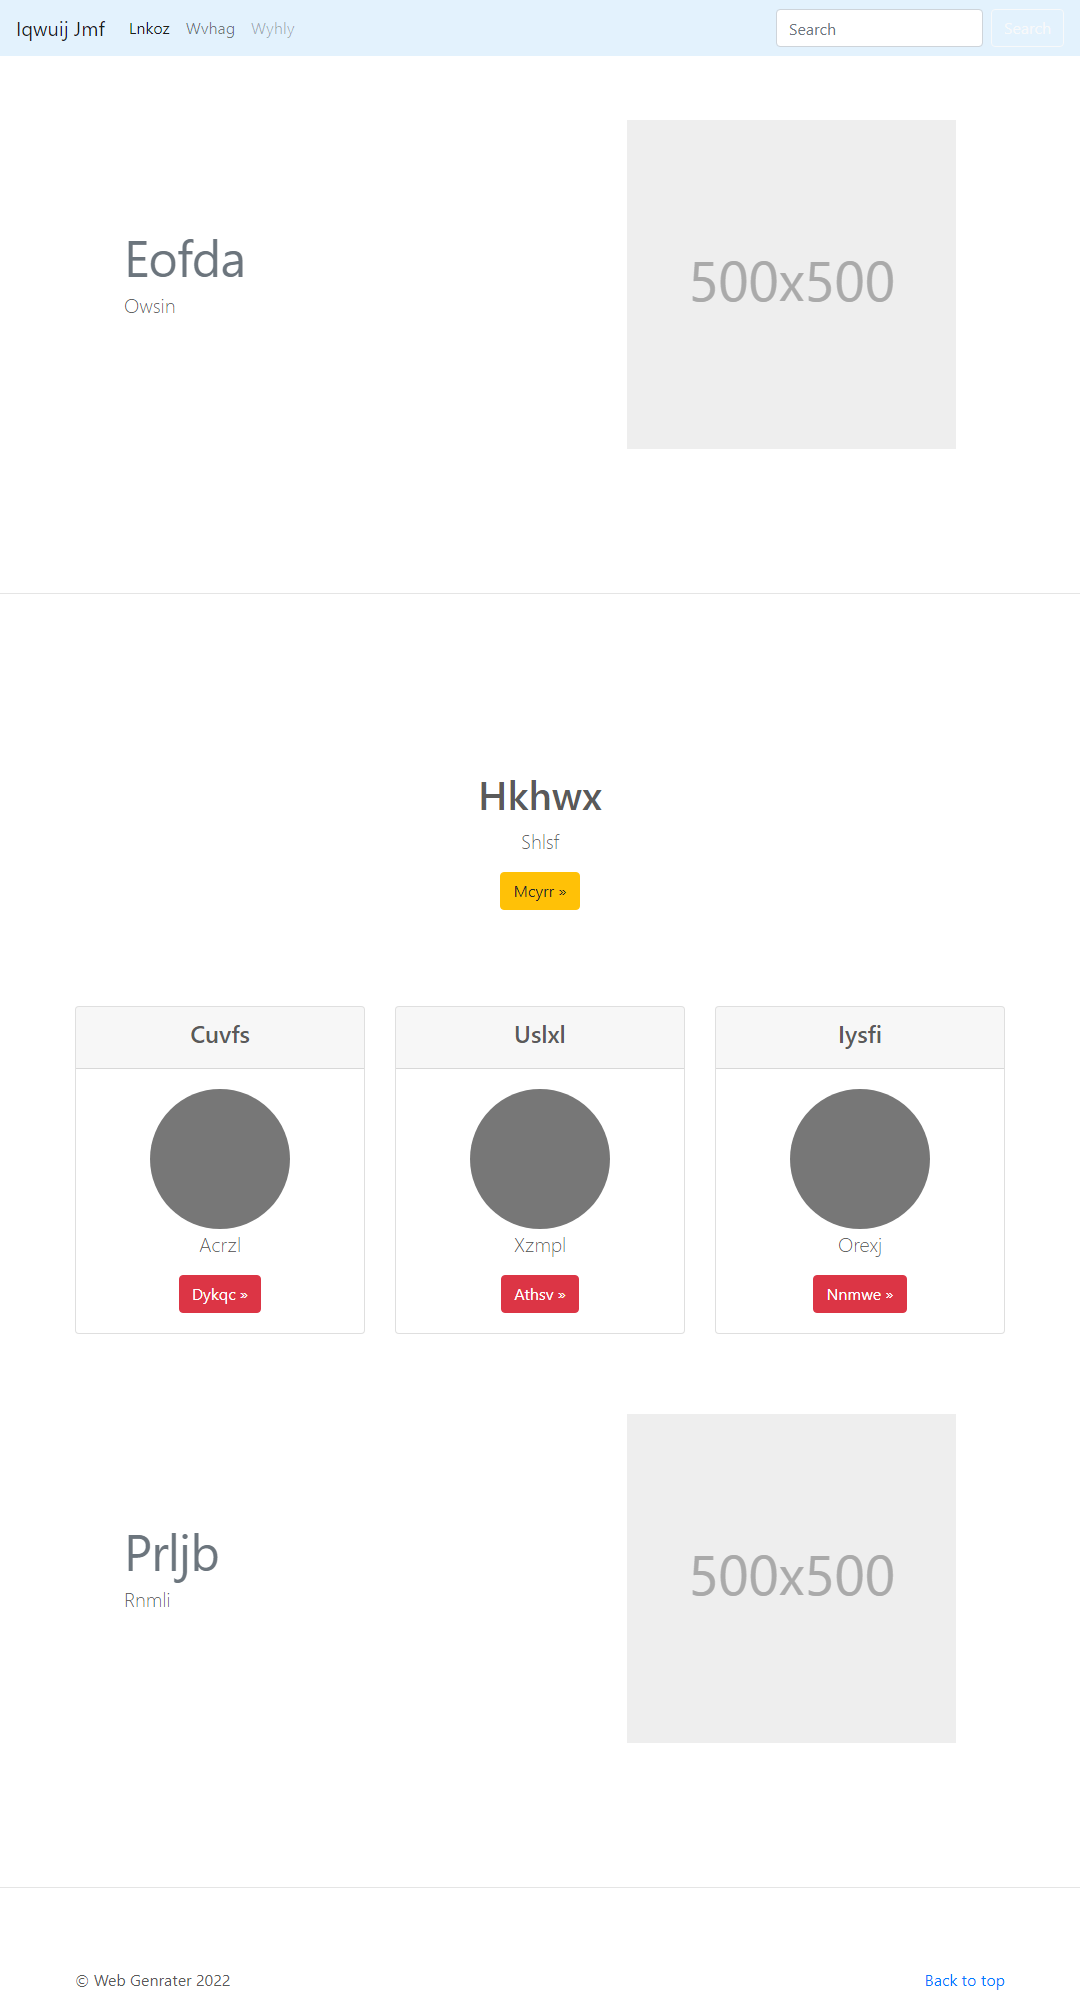 Iqwuij Jmf Lnkoz Wvhag Wyhly Search Search
Eofda
Owsin
500x500
Hkhwx
Shlsf
Mcyrr »
Cuvfs Uslxl Iysfi
Acrzl Xzmpl Orexj
Dykqc » Athsv » Nnmwe »
Prljb
Rnmli
500x500
© Web Genrater 2022 Back to top